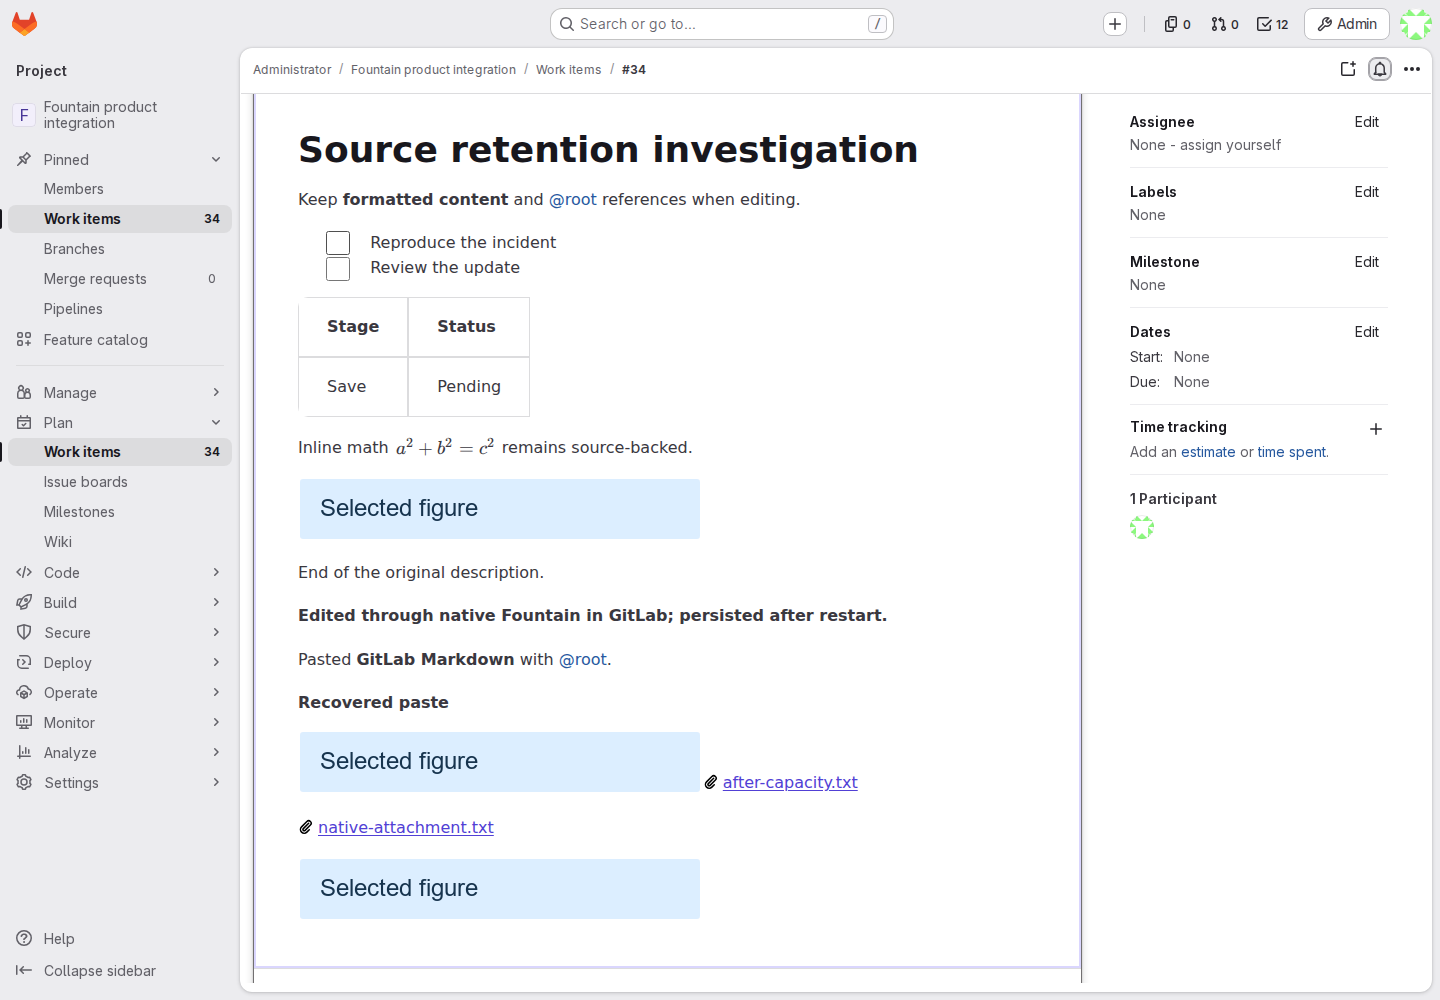 Search or go to...
/
0
0
12
Admin
Project
F
Fountain product integration
Pinned
Members
Work items 34
Branches
Merge requests 0
Pipelines
Feature catalog
Manage
Plan
Work items 34
Issue boards
Milestones
Wiki
Code
Build
Secure
Deploy
Operate
Monitor
Analyze
Settings
Help
Collapse sidebar
Administrator / Fountain product integration / Work items / #34
Source retention investigation
Keep formatted content and @root references when editing.
Reproduce the incident
Review the update
Stage Status
Save Pending
Inline math a² + b² = c² remains source-backed.
Selected figure
End of the original description.
Edited through native Fountain in GitLab; persisted after restart.
Pasted GitLab Markdown with @root.
Recovered paste
Selected figure
after-capacity.txt
native-attachment.txt
Selected figure
Assignee Edit
None - assign yourself
Labels Edit
None
Milestone Edit
None
Dates Edit
Start: None
Due: None
Time tracking
Add an estimate or time spent.
1 Participant